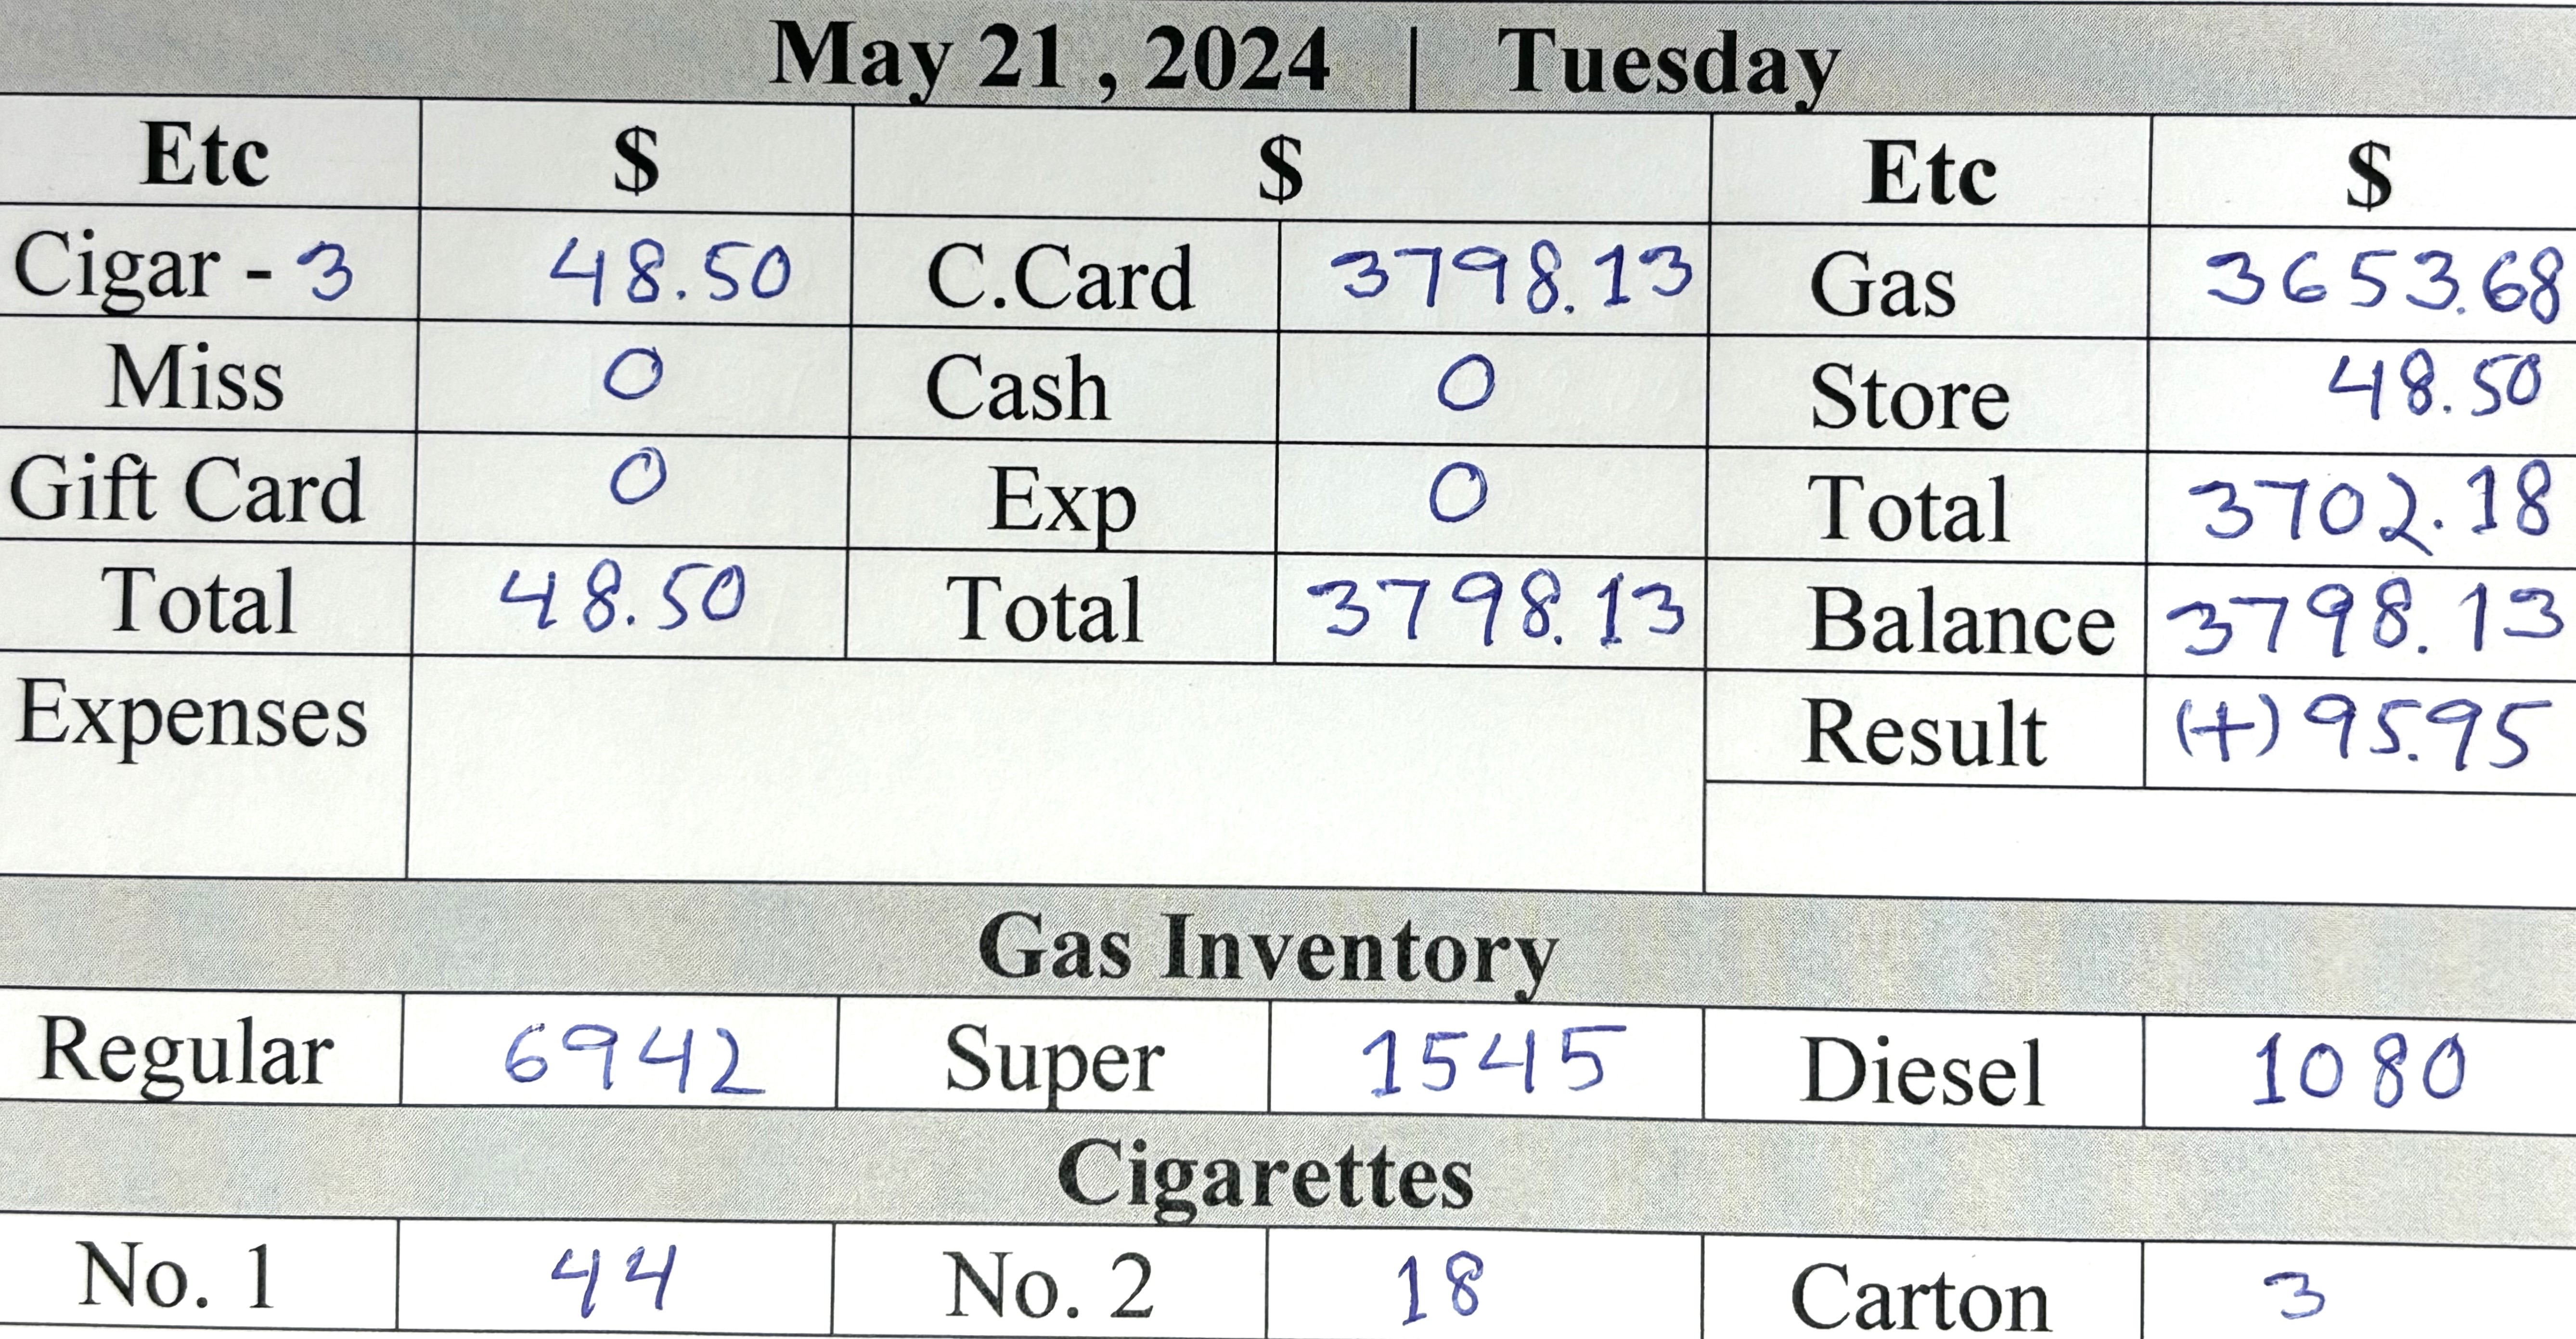 May 21 , 2024 | Tuesday
Etc $ $ Etc $
Cigar - 3 48.50 C.Card 3798.13 Gas 3653.68
Miss 0 Cash 0 Store 48.50
Gift Card 0 Exp 0 Total 3702.18
Total 48.50 Total 3798.13 Balance 3798.13
Expenses Result (+) 95.95
Gas Inventory
Regular 6942 Super 1545 Diesel 1080
Cigarettes
No. 1 44 No. 2 18 Carton 3